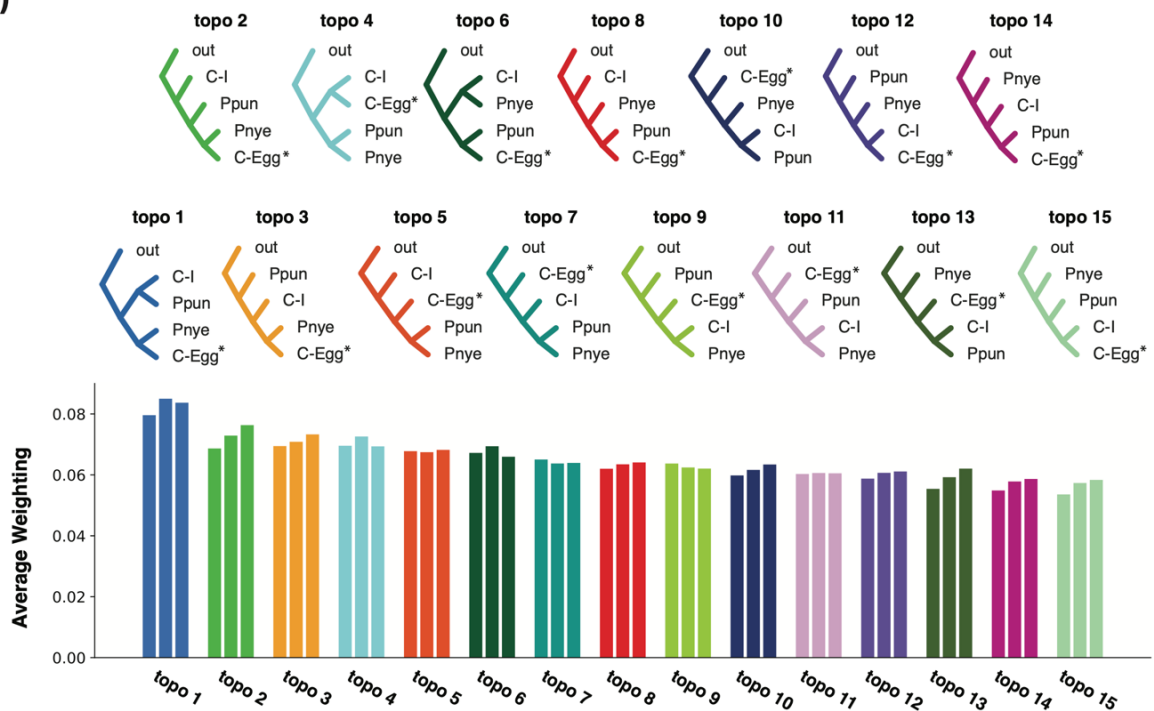 )
topo 2 topo 4 topo 6 topo 8 topo 10 topo 12 topo 14
out
C-I
Ppun
Pnye
C-Egg*
out
C-I
C-Egg*
Ppun
Pnye
out
C-I
Pnye
Ppun
C-Egg*
out
C-I
Pnye
Ppun
C-Egg*
out
C-Egg*
Pnye
C-I
Ppun
out
Ppun
Pnye
C-I
C-Egg*
out
Pnye
C-I
Ppun
C-Egg*
topo 1 topo 3 topo 5 topo 7 topo 9 topo 11 topo 13 topo 15
out
C-I
Ppun
Pnye
C-Egg*
out
Ppun
C-I
Pnye
C-Egg*
out
C-I
C-Egg*
Ppun
Pnye
out
C-Egg*
C-I
Ppun
Pnye
out
Ppun
C-Egg*
C-I
Pnye
out
C-Egg*
Ppun
C-I
Pnye
out
Pnye
C-Egg*
C-I
Ppun
out
Pnye
Ppun
C-I
C-Egg*
Average Weighting
0.08
0.06
0.04
0.02
0.00
topo 1 topo 2 topo 3 topo 4 topo 5 topo 6 topo 7 topo 8 topo 9 topo 10 topo 11 topo 12 topo 13 topo 14 topo 15